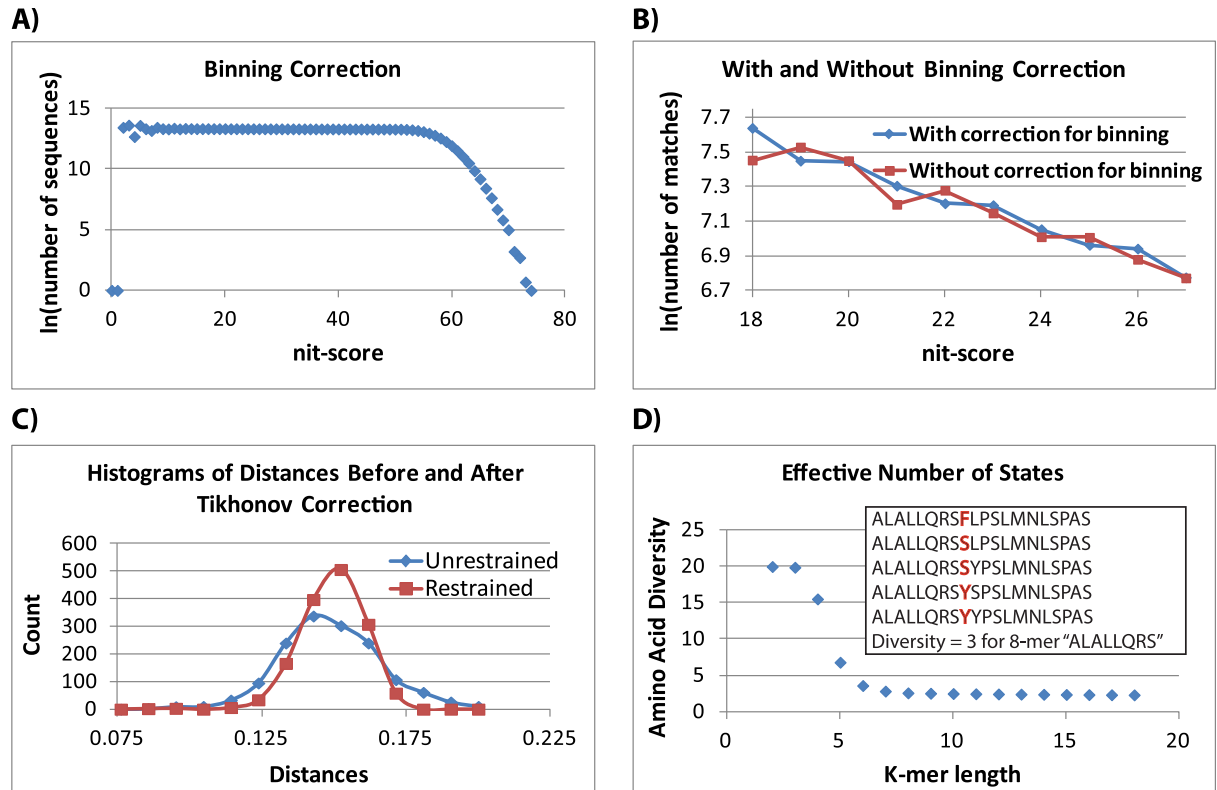 A)
Binning Correction
ln(number of sequences)
15
10
5
0
0 20 40 60 80
nit-score
B)
With and Without Binning Correction
ln(number of matches)
7.7
7.5
7.3
7.1
6.9
6.7
With correction for binning
Without correction for binning
18 20 22 24 26
nit-score
C)
Histograms of Distances Before and After
Tikhonov Correction
Count
600
500
400
300
200
100
0
Unrestrained
Restrained
0.075 0.125 0.175 0.225
Distances
D)
Effective Number of States
Amino Acid Diversity
25
20
15
10
5
0
ALALLQRSFLPSLMNLSPAS
ALALLQRSSLPSLMNLSPAS
ALALLQRSSYPSLMNLSPAS
ALALLQRSYSPSLMNLSPAS
ALALLQRSYYPSLMNLSPAS
Diversity = 3 for 8-mer “ALALLQRS”
0 5 10 15 20
K-mer length